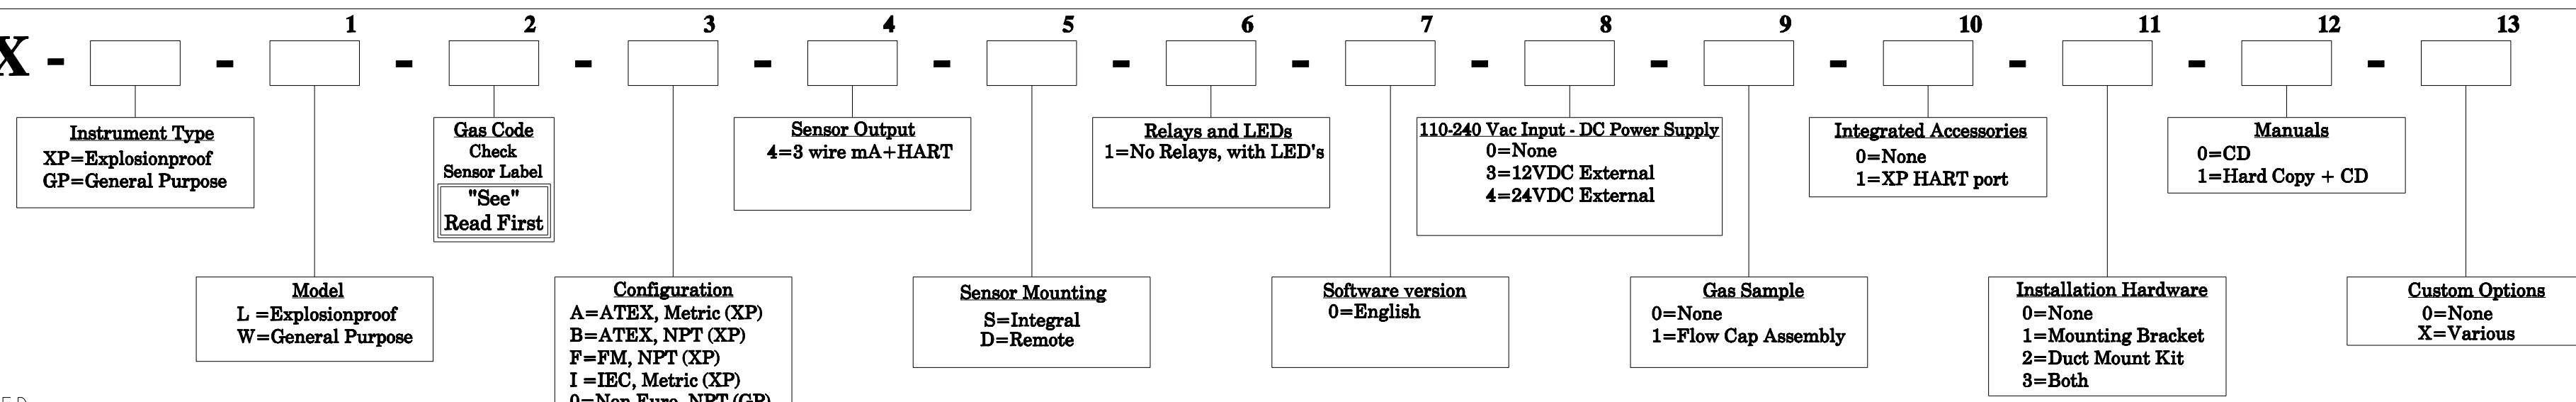 1 2 3 4 5 6 7 8 9 10 11 12 13
X - - - - - - - - - - - - - -
Instrument Type
XP=Explosionproof
GP=General Purpose
Gas Code
Check
Sensor Label
"See"
Read First
Sensor Output
4=3 wire mA+HART
Relays and LEDs
1=No Relays, with LED's
110-240 Vac Input - DC Power Supply
0=None
3=12VDC External
4=24VDC External
Integrated Accessories
0=None
1=XP HART port
Manuals
0=CD
1=Hard Copy + CD
Model
L =Explosionproof
W=General Purpose
Configuration
A=ATEX, Metric (XP)
B=ATEX, NPT (XP)
F=FM, NPT (XP)
I =IEC, Metric (XP)
0=Non Euro, NPT (GP)
Sensor Mounting
S=Integral
D=Remote
Software version
0=English
Gas Sample
0=None
1=Flow Cap Assembly
Installation Hardware
0=None
1=Mounting Bracket
2=Duct Mount Kit
3=Both
Custom Options
0=None
X=Various